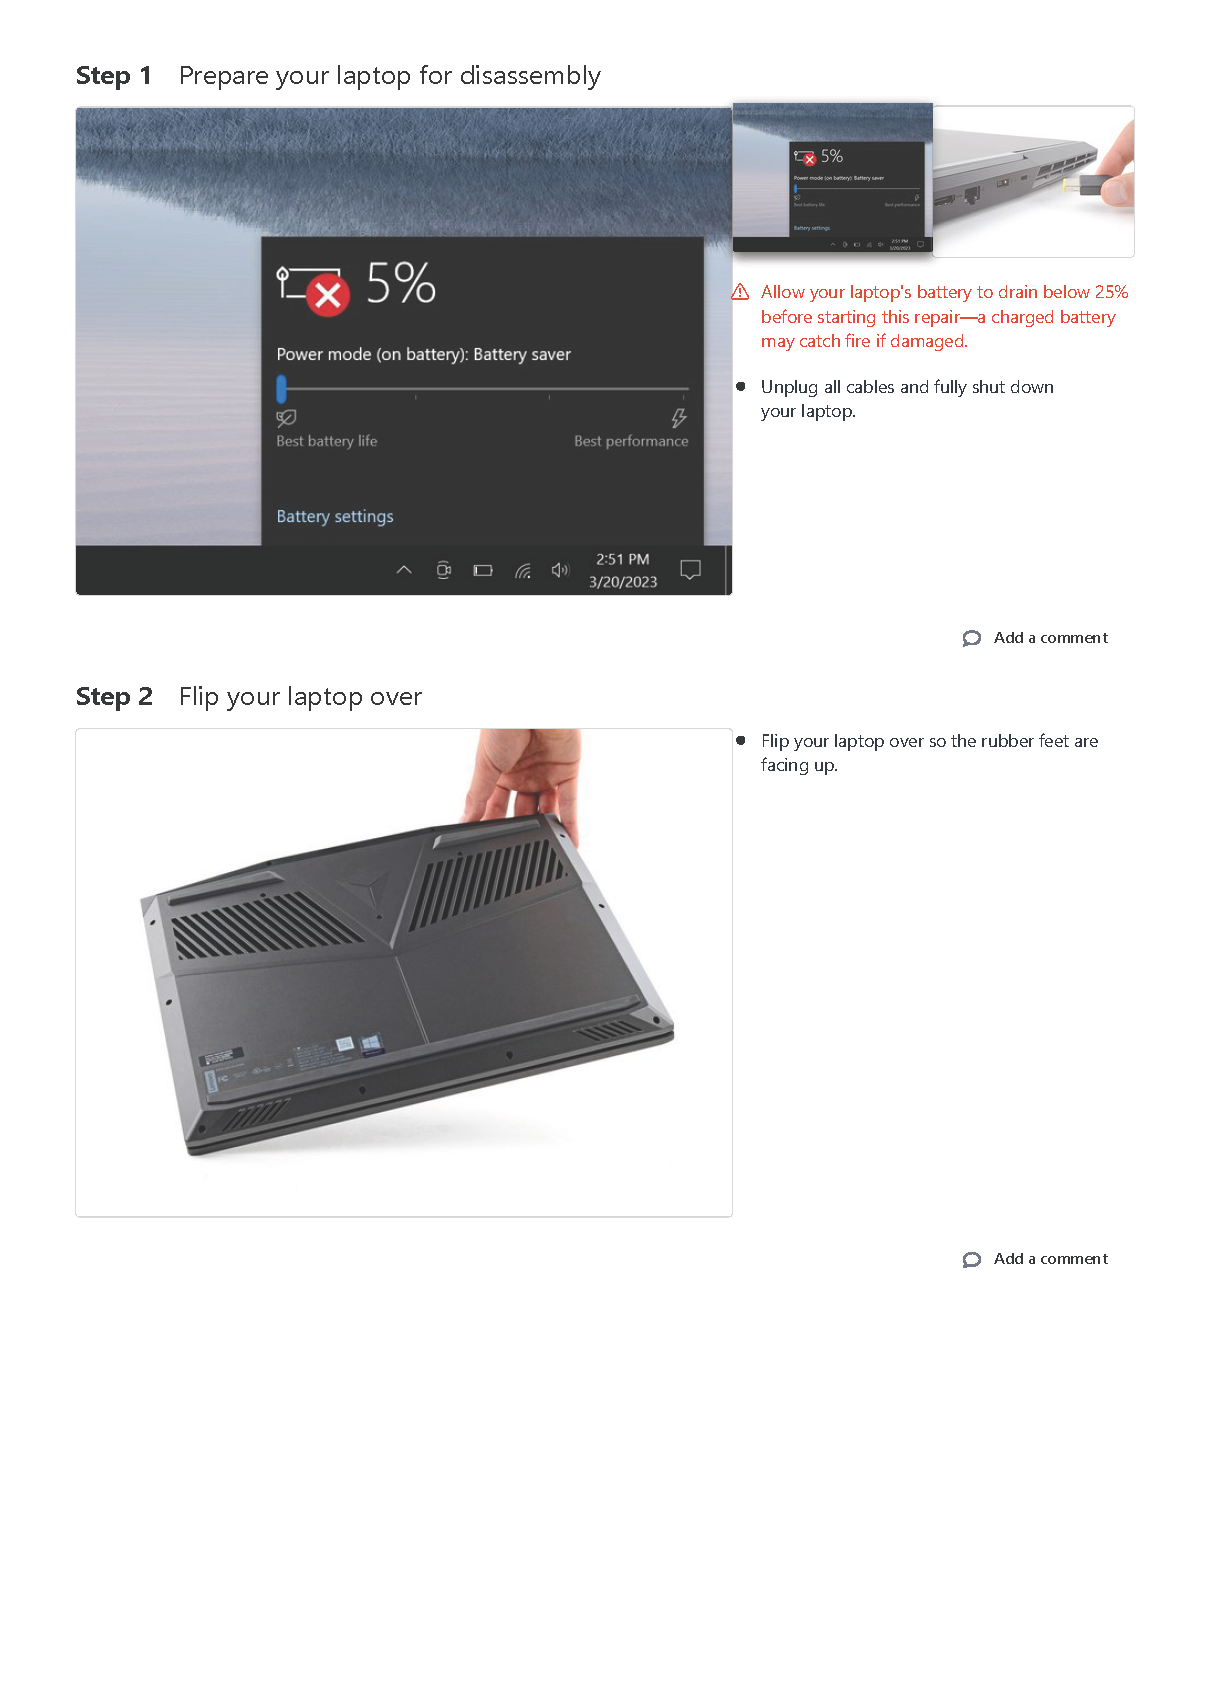 Step 1 Prepare your laptop for disassembly
5%
Power mode (on battery): Battery saver
Best battery life Best performance
Battery settings
2:51 PM
3/20/2023
5%
Power mode (on battery): Battery saver
Best battery life Best performance
Battery settings
2:51 PM
3/20/2023
Allow your laptop's battery to drain below 25%
before starting this repair—a charged battery
may catch fire if damaged.
Unplug all cables and fully shut down
your laptop.
Add a comment
Step 2 Flip your laptop over
Flip your laptop over so the rubber feet are
facing up.
Add a comment